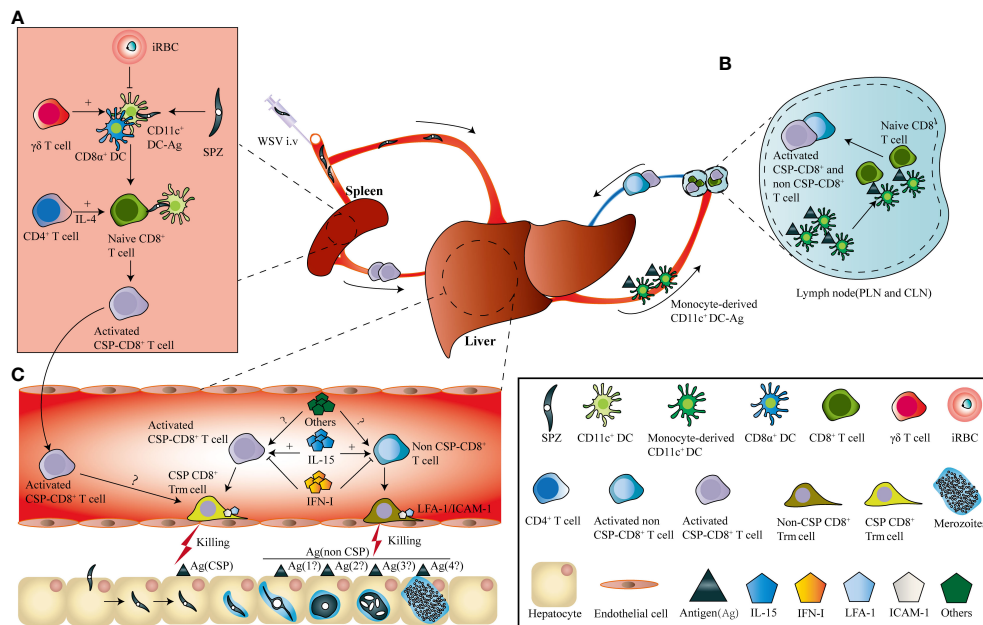 A
iRBC
+
γδ T cell
CD8α⁺ DC
CD11c⁺
DC-Ag
SPZ
IL-4
+
CD4⁺ T cell
Naive CD8⁺
T cell
Activated
CSP-CD8⁺ T cell
WSV i.v
Spleen
Liver
Monocyte-derived
CD11c⁺ DC-Ag
B
Naive CD8⁺
T cell
Activated
CSP-CD8⁺ and
non CSP-CD8⁺
T cell
Lymph node(PLN and CLN)
C
Activated
CSP-CD8⁺ T cell
?
Activated
CSP-CD8⁺ T cell
CSP CD8⁺
Trm cell
? Others ?
+ IL-15 +
IFN-I
Non CSP-CD8⁺
T cell
LFA-1/ICAM-1
Killing
Killing
Ag(CSP)
Ag(non CSP)
Ag(1?) Ag(2?) Ag(3?) Ag(4?)
SPZ
CD11c⁺ DC
Monocyte-derived
CD11c⁺ DC
CD8α⁺ DC
CD8⁺ T cell
γδ T cell
iRBC
CD4⁺ T cell
Activated non
CSP-CD8⁺ T cell
Activated
CSP-CD8⁺ T cell
Non-CSP CD8⁺
Trm cell
CSP CD8⁺
Trm cell
Merozoites
Hepatocyte
Endothelial cell
Antigen(Ag)
IL-15
IFN-I
LFA-1
ICAM-1
Others